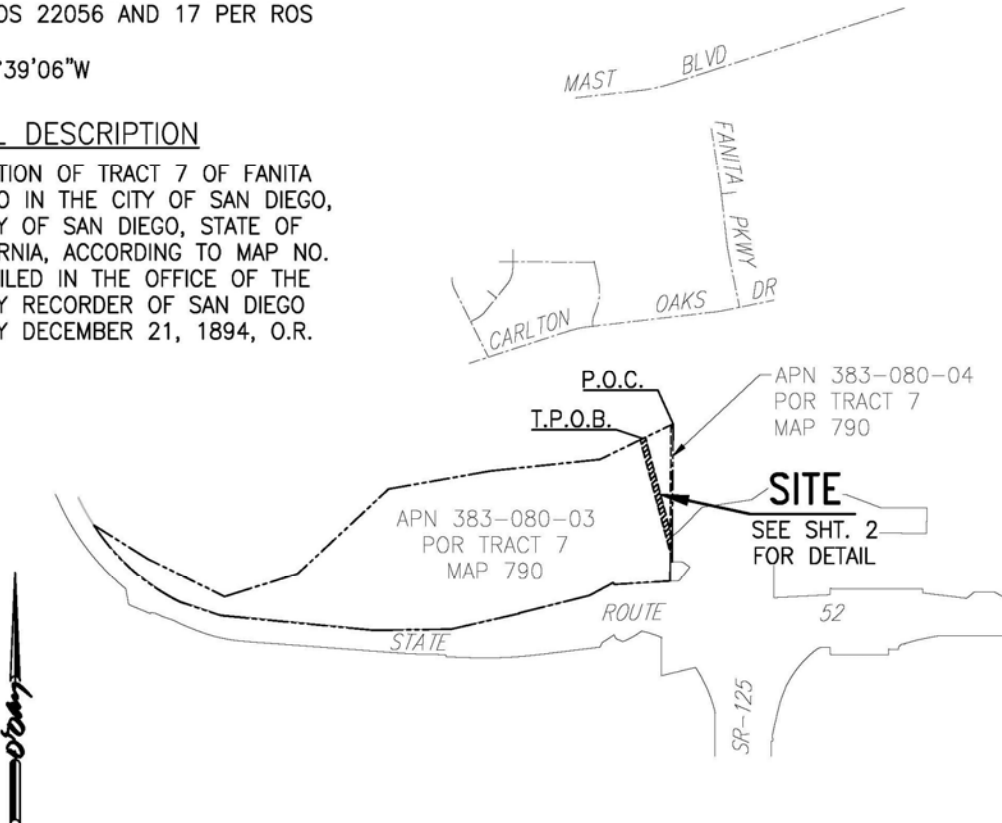 OS 22056 AND 17 PER ROS
°39'06"W
L DESCRIPTION
TION OF TRACT 7 OF FANITA
O IN THE CITY OF SAN DIEGO,
Y OF SAN DIEGO, STATE OF
RNIA, ACCORDING TO MAP NO.
ILED IN THE OFFICE OF THE
Y RECORDER OF SAN DIEGO
Y DECEMBER 21, 1894, O.R.
MAST BLVD
FANITA PKWY
CARLTON OAKS DR
P.O.C.
T.P.O.B.
APN 383-080-04
POR TRACT 7
MAP 790
SITE
SEE SHT. 2
FOR DETAIL
APN 383-080-03
POR TRACT 7
MAP 790
STATE ROUTE 52
SR-125